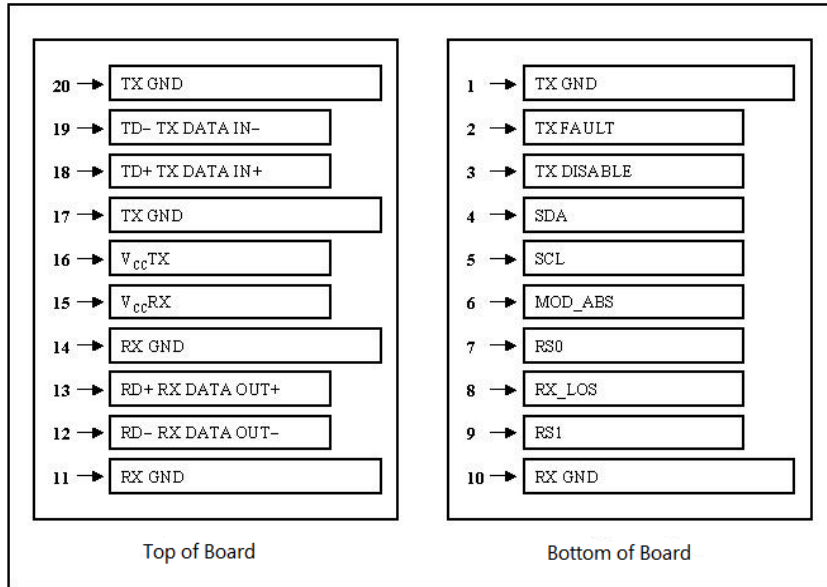 20 TX GND
19 TD− TX DATA IN−
18 TD+ TX DATA IN+
17 TX GND
16 VCCTX
15 VCCRX
14 RX GND
13 RD+ RX DATA OUT+
12 RD− RX DATA OUT−
11 RX GND
Top of Board
1 TX GND
2 TX FAULT
3 TX DISABLE
4 SDA
5 SCL
6 MOD_ABS
7 RS0
8 RX_LOS
9 RS1
10 RX GND
Bottom of Board